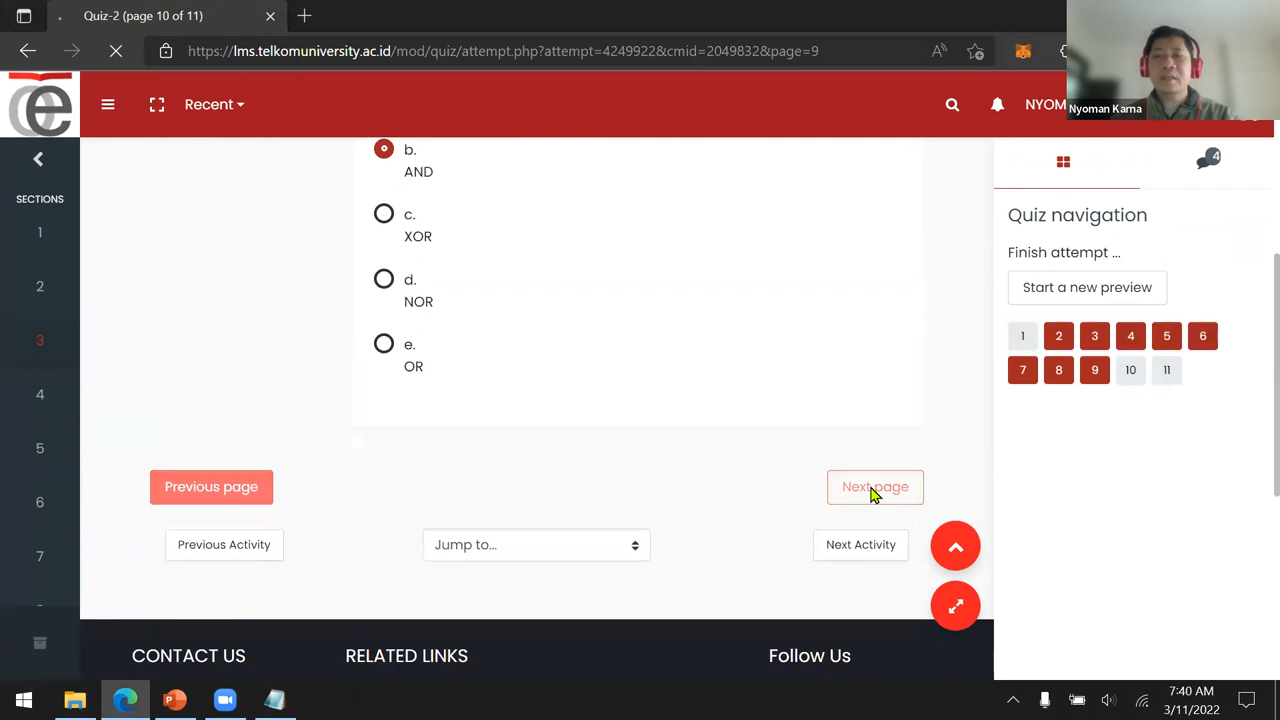 Quiz-2 (page 10 of 11)
https://lms.telkomuniversity.ac.id/mod/quiz/attempt.php?attempt=4249922&cmid=2049832&page=9
Nyoman Karna
Recent
NYOM
SECTIONS
1
2
3
4
5
6
7
b.
AND
c.
XOR
d.
NOR
e.
OR
Previous page
Next page
Previous Activity
Jump to...
Next Activity
4
Quiz navigation
Finish attempt ...
Start a new preview
1 2 3 4 5 6
7 8 9 10 11
CONTACT US
RELATED LINKS
Follow Us
7:40 AM
3/11/2022